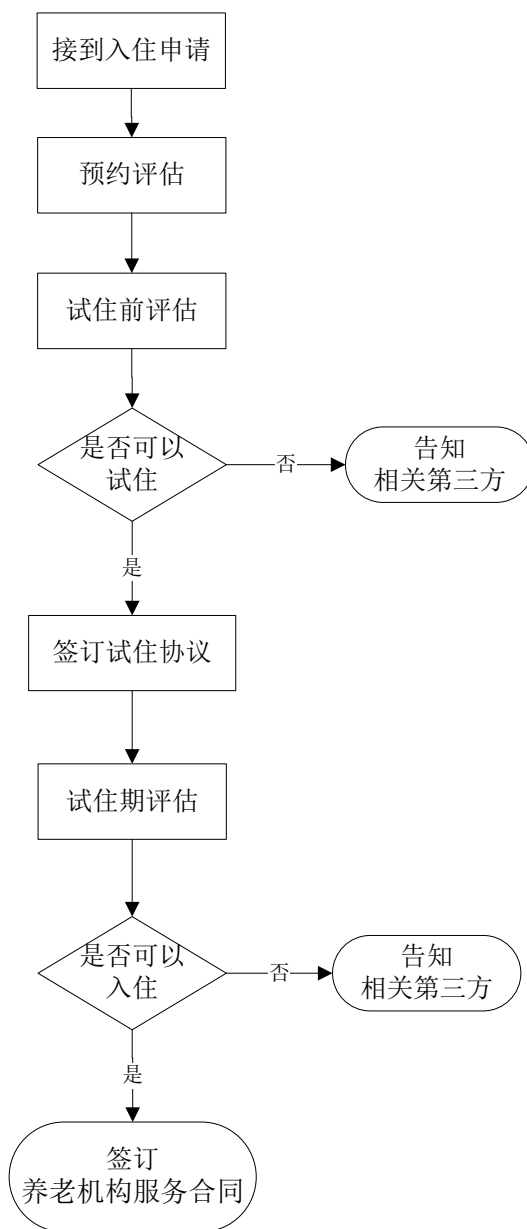 接到入住申请
预约评估
试住前评估
是否可以
试住
否
告知
相关第三方
是
签订试住协议
试住期评估
是否可以
入住
否
告知
相关第三方
是
签订
养老机构服务合同